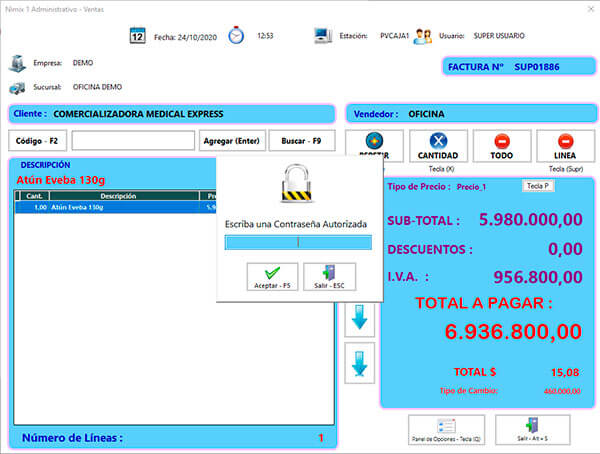 Nimix 1 Administrativo - Ventas
12 Fecha: 24/10/2020 12:53 Estación: PVCAJA1 Usuario: SUPER USUARIO
Empresa: DEMO
FACTURA Nº SUP01886
Sucursal: OFICINA DEMO
Cliente : COMERCIALIZADORA MEDICAL EXPRESS
Vendedor : OFICINA
Código - F2 Agregar (Enter) Buscar - F9
CANTIDAD TODO LINEA
Tecla (X) Tecla (Supr)
DESCRIPCIÓN
Atún Eveba 130g
Cant. Descripción
1,00 Atún Eveba 130g
Escriba una Contraseña Autorizada
Aceptar - F5 Salir - ESC
Tipo de Precio : Precio_1 Tecla P
SUB-TOTAL : 5.980.000,00
DESCUENTOS : 0,00
I.V.A. : 956.800,00
TOTAL A PAGAR :
6.936.800,00
TOTAL $ 15,08
Tipo de Cambio: 460.000,00
Número de Líneas : 1
Panel de Opciones - Tecla (Q) Salir - Alt + S